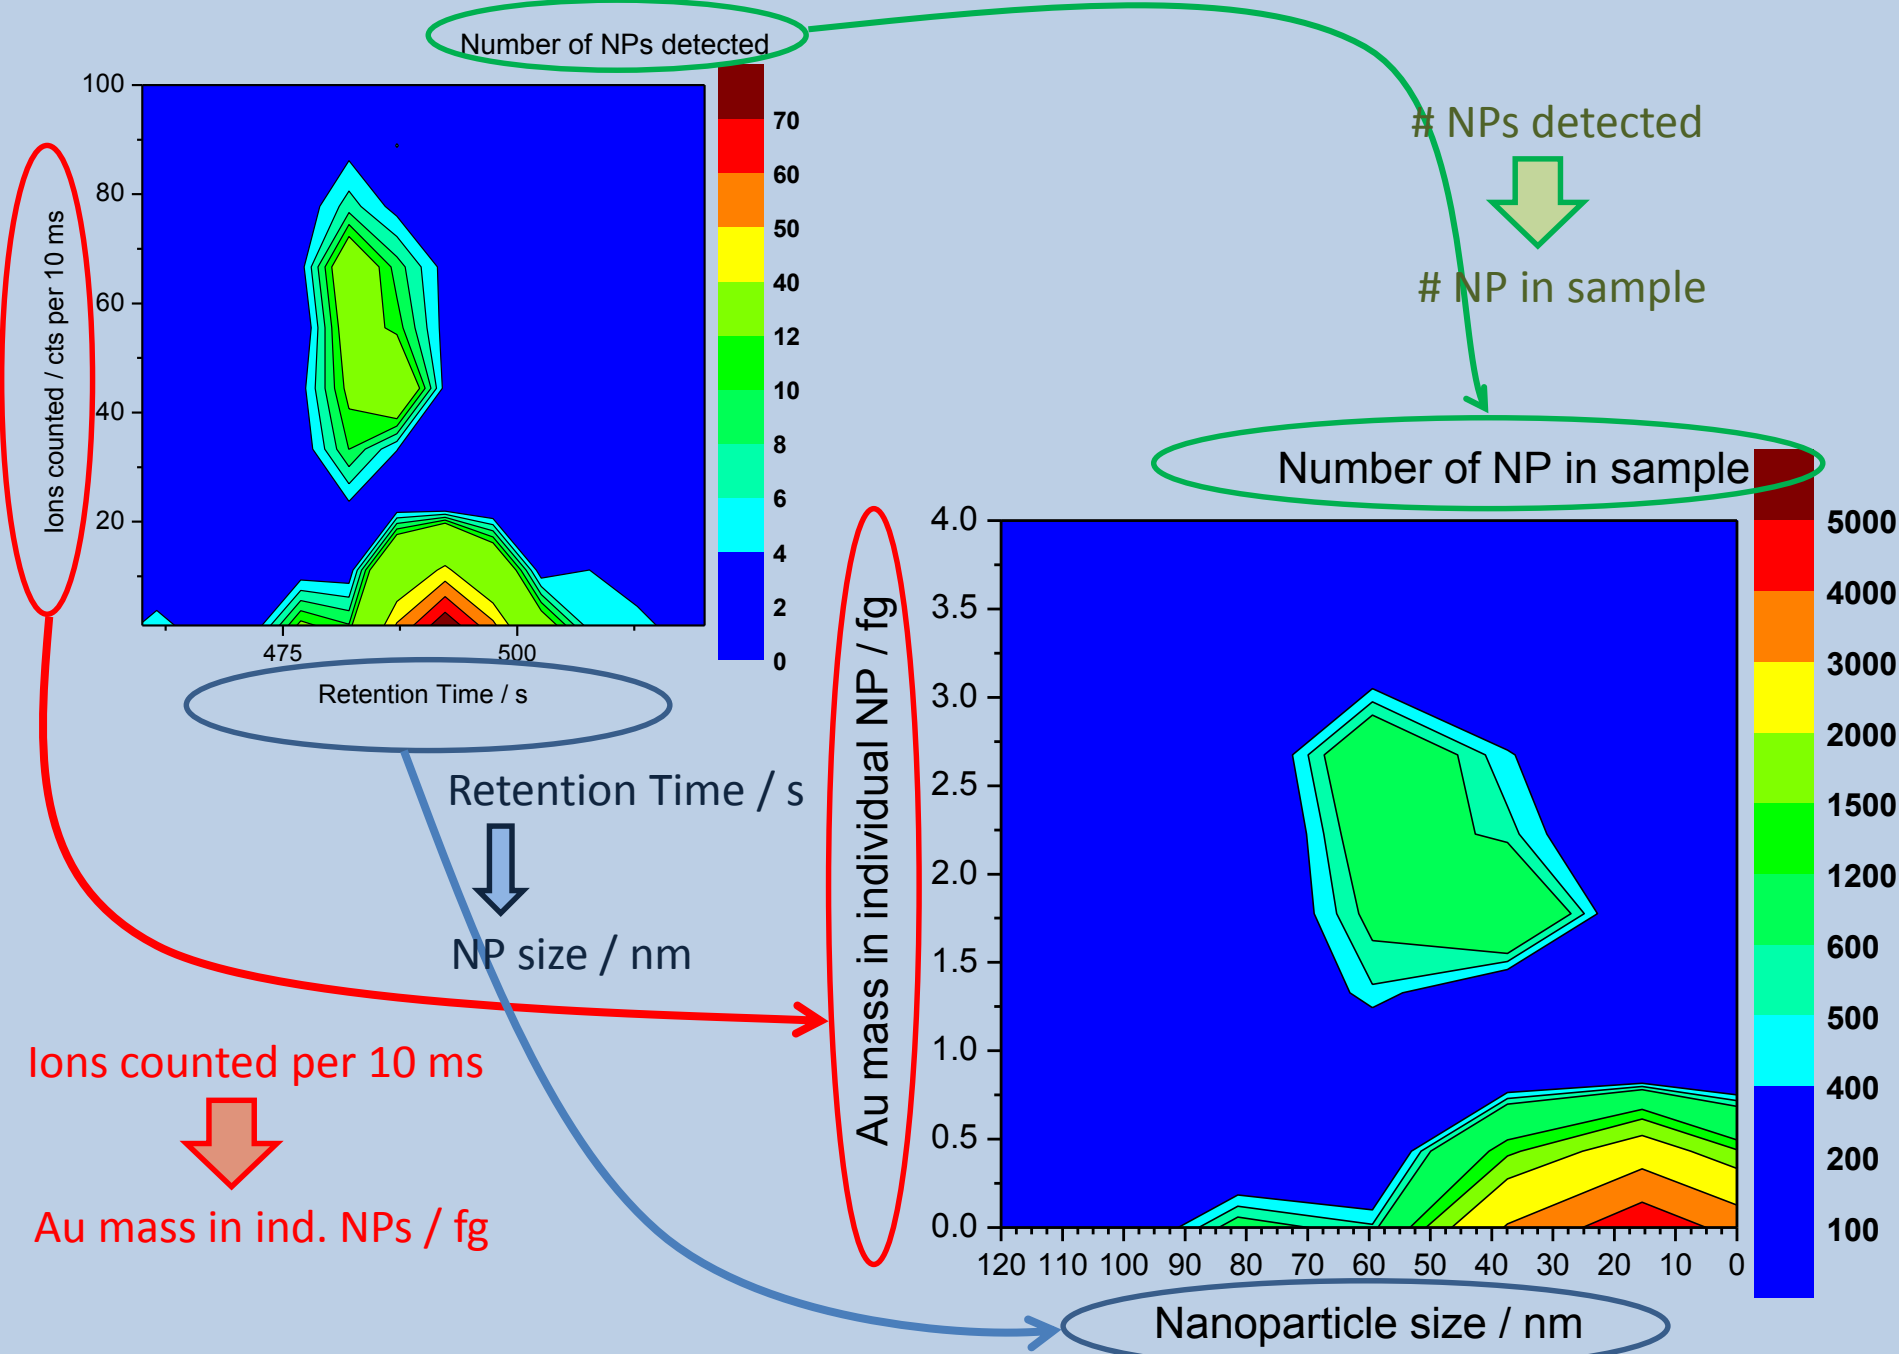 Number of NPs detected
100
80
60
40
20
Ions counted / cts per 10 ms
475
500
Retention Time / s
70
60
50
40
12
10
8
6
4
2
0
# NPs detected
# NP in sample
Retention Time / s
NP size / nm
Ions counted per 10 ms
Au mass in ind. NPs / fg
Number of NP in sample
4.0
3.5
3.0
2.5
2.0
1.5
1.0
0.5
0.0
Au mass in individual NP / fg
120 110 100 90 80 70 60 50 40 30 20 10 0
Nanoparticle size / nm
5000
4000
3000
2000
1500
1200
600
500
400
200
100